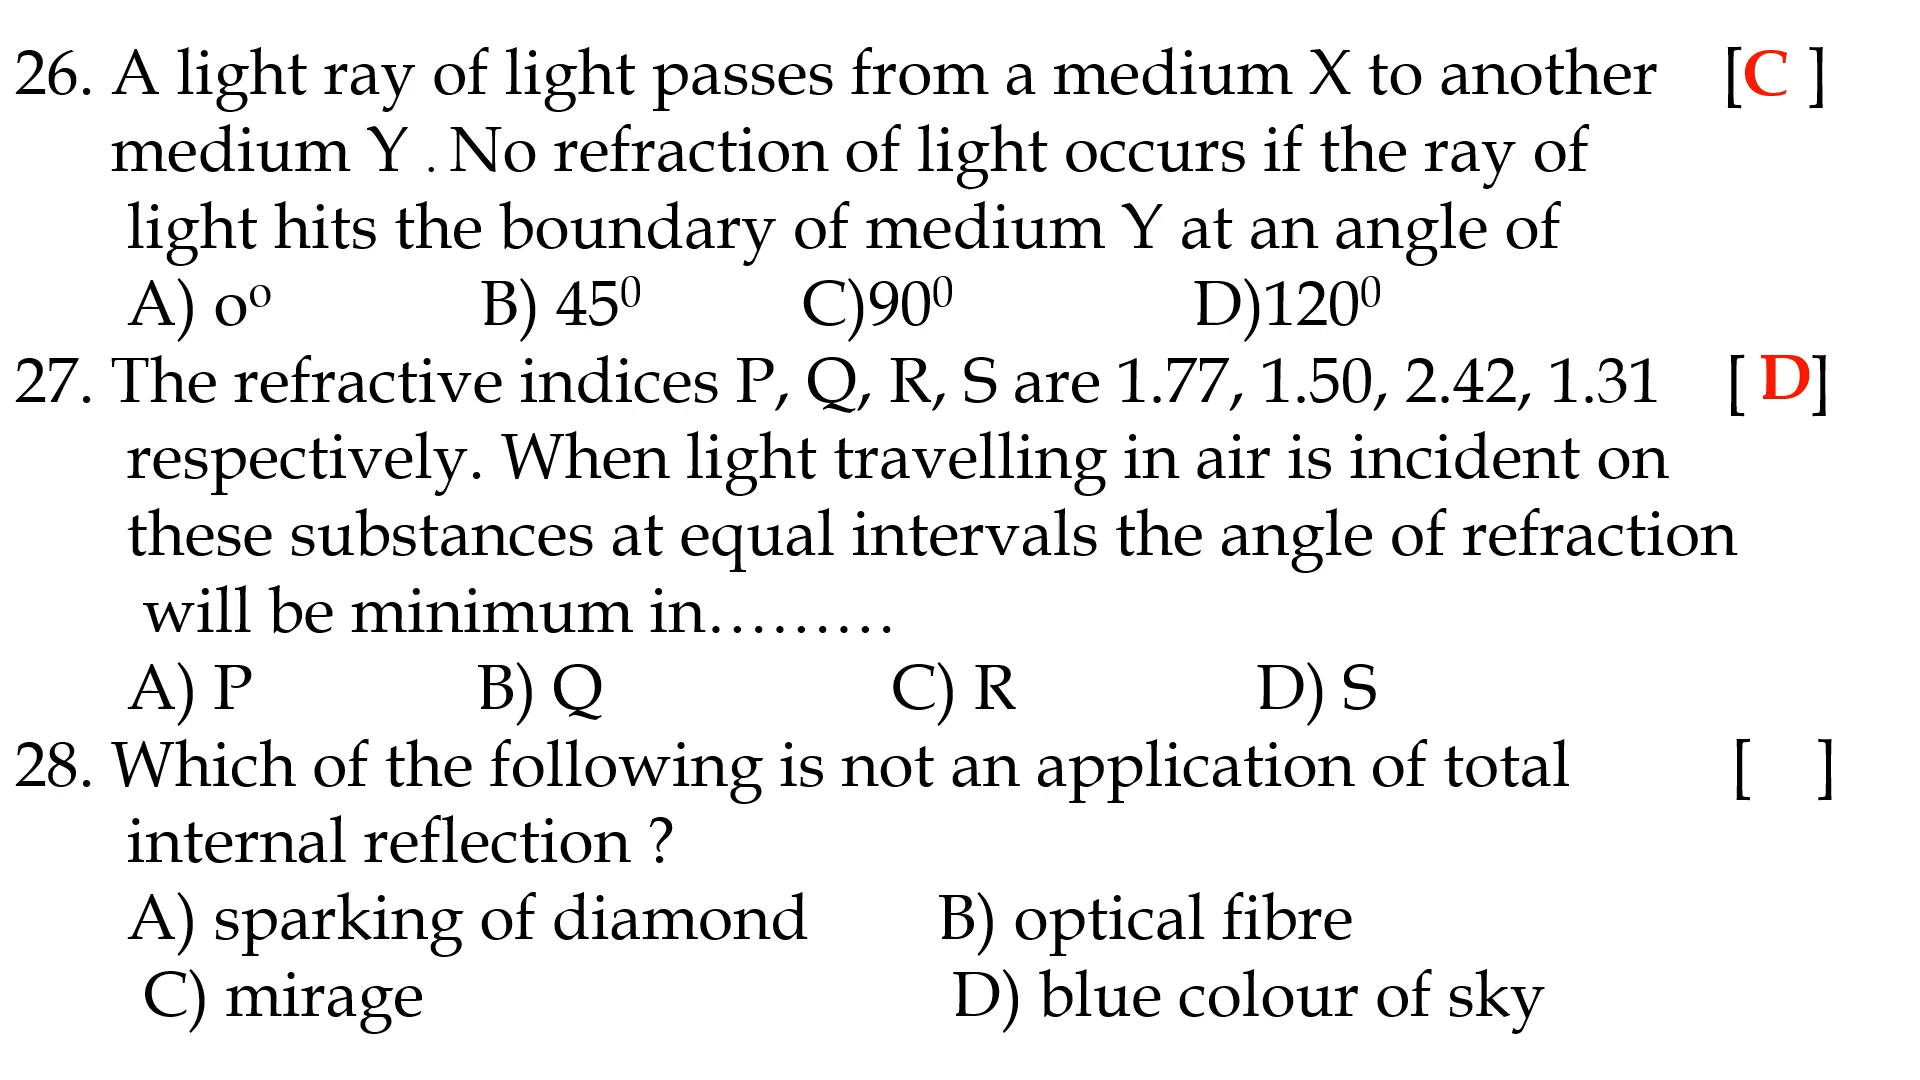 26. A light ray of light passes from a medium X to another [C ]
medium Y . No refraction of light occurs if the ray of
light hits the boundary of medium Y at an angle of
A) oº B) 45⁰ C)90⁰ D)120⁰
27. The refractive indices P, Q, R, S are 1.77, 1.50, 2.42, 1.31 [ D]
respectively. When light travelling in air is incident on
these substances at equal intervals the angle of refraction
will be minimum in.........
A) P B) Q C) R D) S
28. Which of the following is not an application of total [ ]
internal reflection ?
A) sparking of diamond B) optical fibre
C) mirage D) blue colour of sky